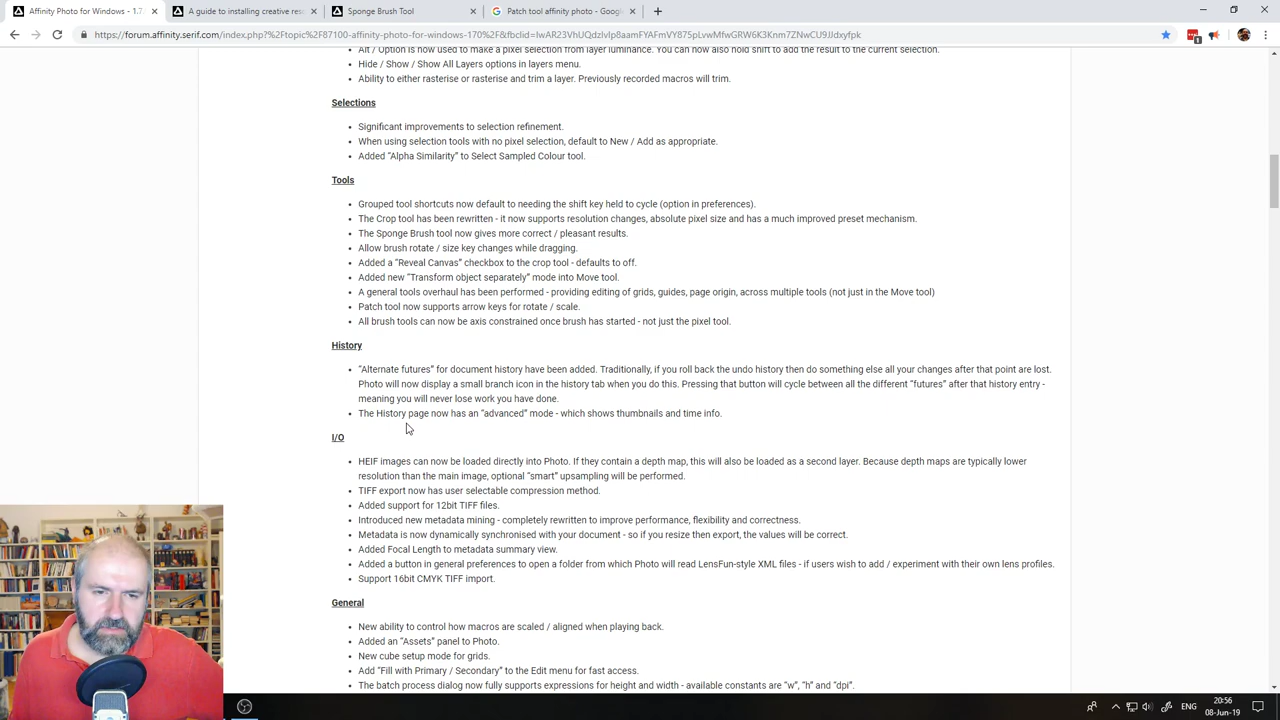 Affinity Photo for Windows - 1.7.
A guide to installing creative res
Sponge Brush Tool
Patch tool affinity photo - Googl
Alt / Option is now used to make a pixel selection from layer luminance. You can now also hold shift to add the result to the current selection.
Hide / Show / Show All Layers options in layers menu.
Ability to either rasterise or rasterise and trim a layer. Previously recorded macros will trim.
Selections
Significant improvements to selection refinement.
When using selection tools with no pixel selection, default to New / Add as appropriate.
Added “Alpha Similarity” to Select Sampled Colour tool.
Tools
Grouped tool shortcuts now default to needing the shift key held to cycle (option in preferences).
The Crop tool has been rewritten - it now supports resolution changes, absolute pixel size and has a much improved preset mechanism.
The Sponge Brush tool now gives more correct / pleasant results.
Allow brush rotate / size key changes while dragging.
Added a “Reveal Canvas” checkbox to the crop tool - defaults to off.
Added new “Transform object separately” mode into Move tool.
A general tools overhaul has been performed - providing editing of grids, guides, page origin, across multiple tools (not just in the Move tool)
Patch tool now supports arrow keys for rotate / scale.
All brush tools can now be axis constrained once brush has started - not just the pixel tool.
History
“Alternate futures” for document history have been added. Traditionally, if you roll back the undo history then do something else all your changes after that point are lost.
Photo will now display a small branch icon in the history tab when you do this. Pressing that button will cycle between all the different “futures” after that history entry -
meaning you will never lose work you have done.
The History page now has an “advanced” mode - which shows thumbnails and time info.
I/O
HEIF images can now be loaded directly into Photo. If they contain a depth map, this will also be loaded as a second layer. Because depth maps are typically lower
resolution than the main image, optional “smart” upsampling will be performed.
TIFF export now has user selectable compression method.
Added support for 12bit TIFF files.
Introduced new metadata mining - completely rewritten to improve performance, flexibility and correctness.
Metadata is now dynamically synchronised with your document - so if you resize then export, the values will be correct.
Added Focal Length to metadata summary view.
Added a button in general preferences to open a folder from which Photo will read LensFun-style XML files - if users wish to add / experiment with their own lens profiles.
Support 16bit CMYK TIFF import.
General
New ability to control how macros are scaled / aligned when playing back.
Added an “Assets” panel to Photo.
New cube setup mode for grids.
Add “Fill with Primary / Secondary” to the Edit menu for fast access.
The batch process dialog now fully supports expressions for height and width - available constants are “w”, “h” and “dpi”.
ENG
20:56
08-Jun-19